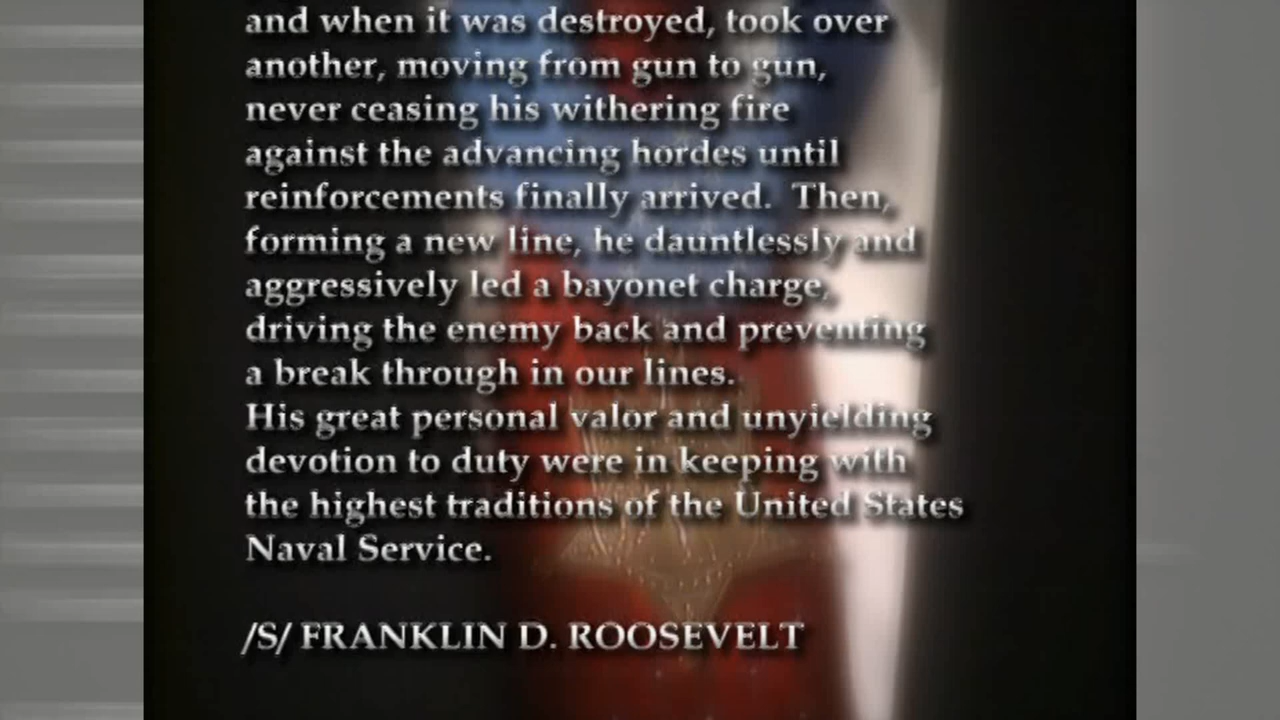 and when it was destroyed, took over
another, moving from gun to gun,
never ceasing his withering fire
against the advancing hordes until
reinforcements finally arrived.  Then,
forming a new line, he dauntlessly and
aggressively led a bayonet charge,
driving the enemy back and preventing
a break through in our lines.
His great personal valor and unyielding
devotion to duty were in keeping with
the highest traditions of the United States
Naval Service.
/S/ FRANKLIN D. ROOSEVELT